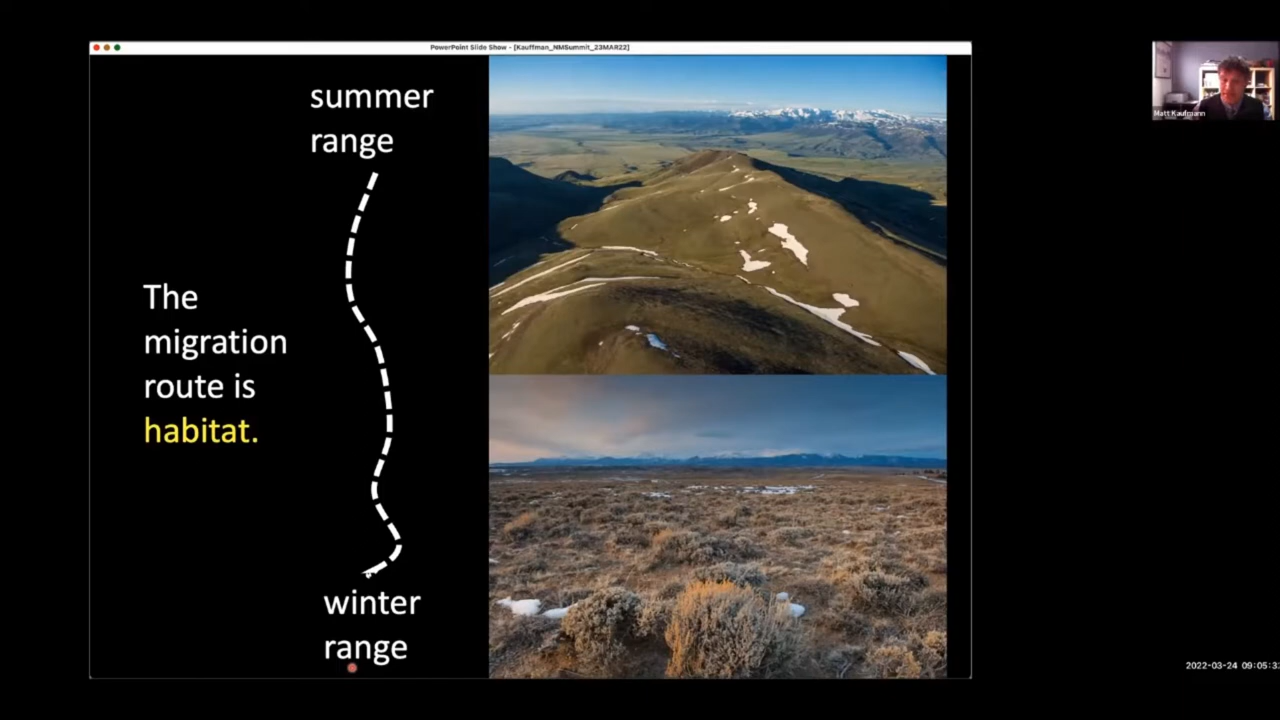 PowerPoint Slide Show - [Kauffman_NMSummit_23MAR22]
summer
range
The
migration
route is
habitat.
winter
range
Matt Kaufmann
2022-03-24 09:05:3